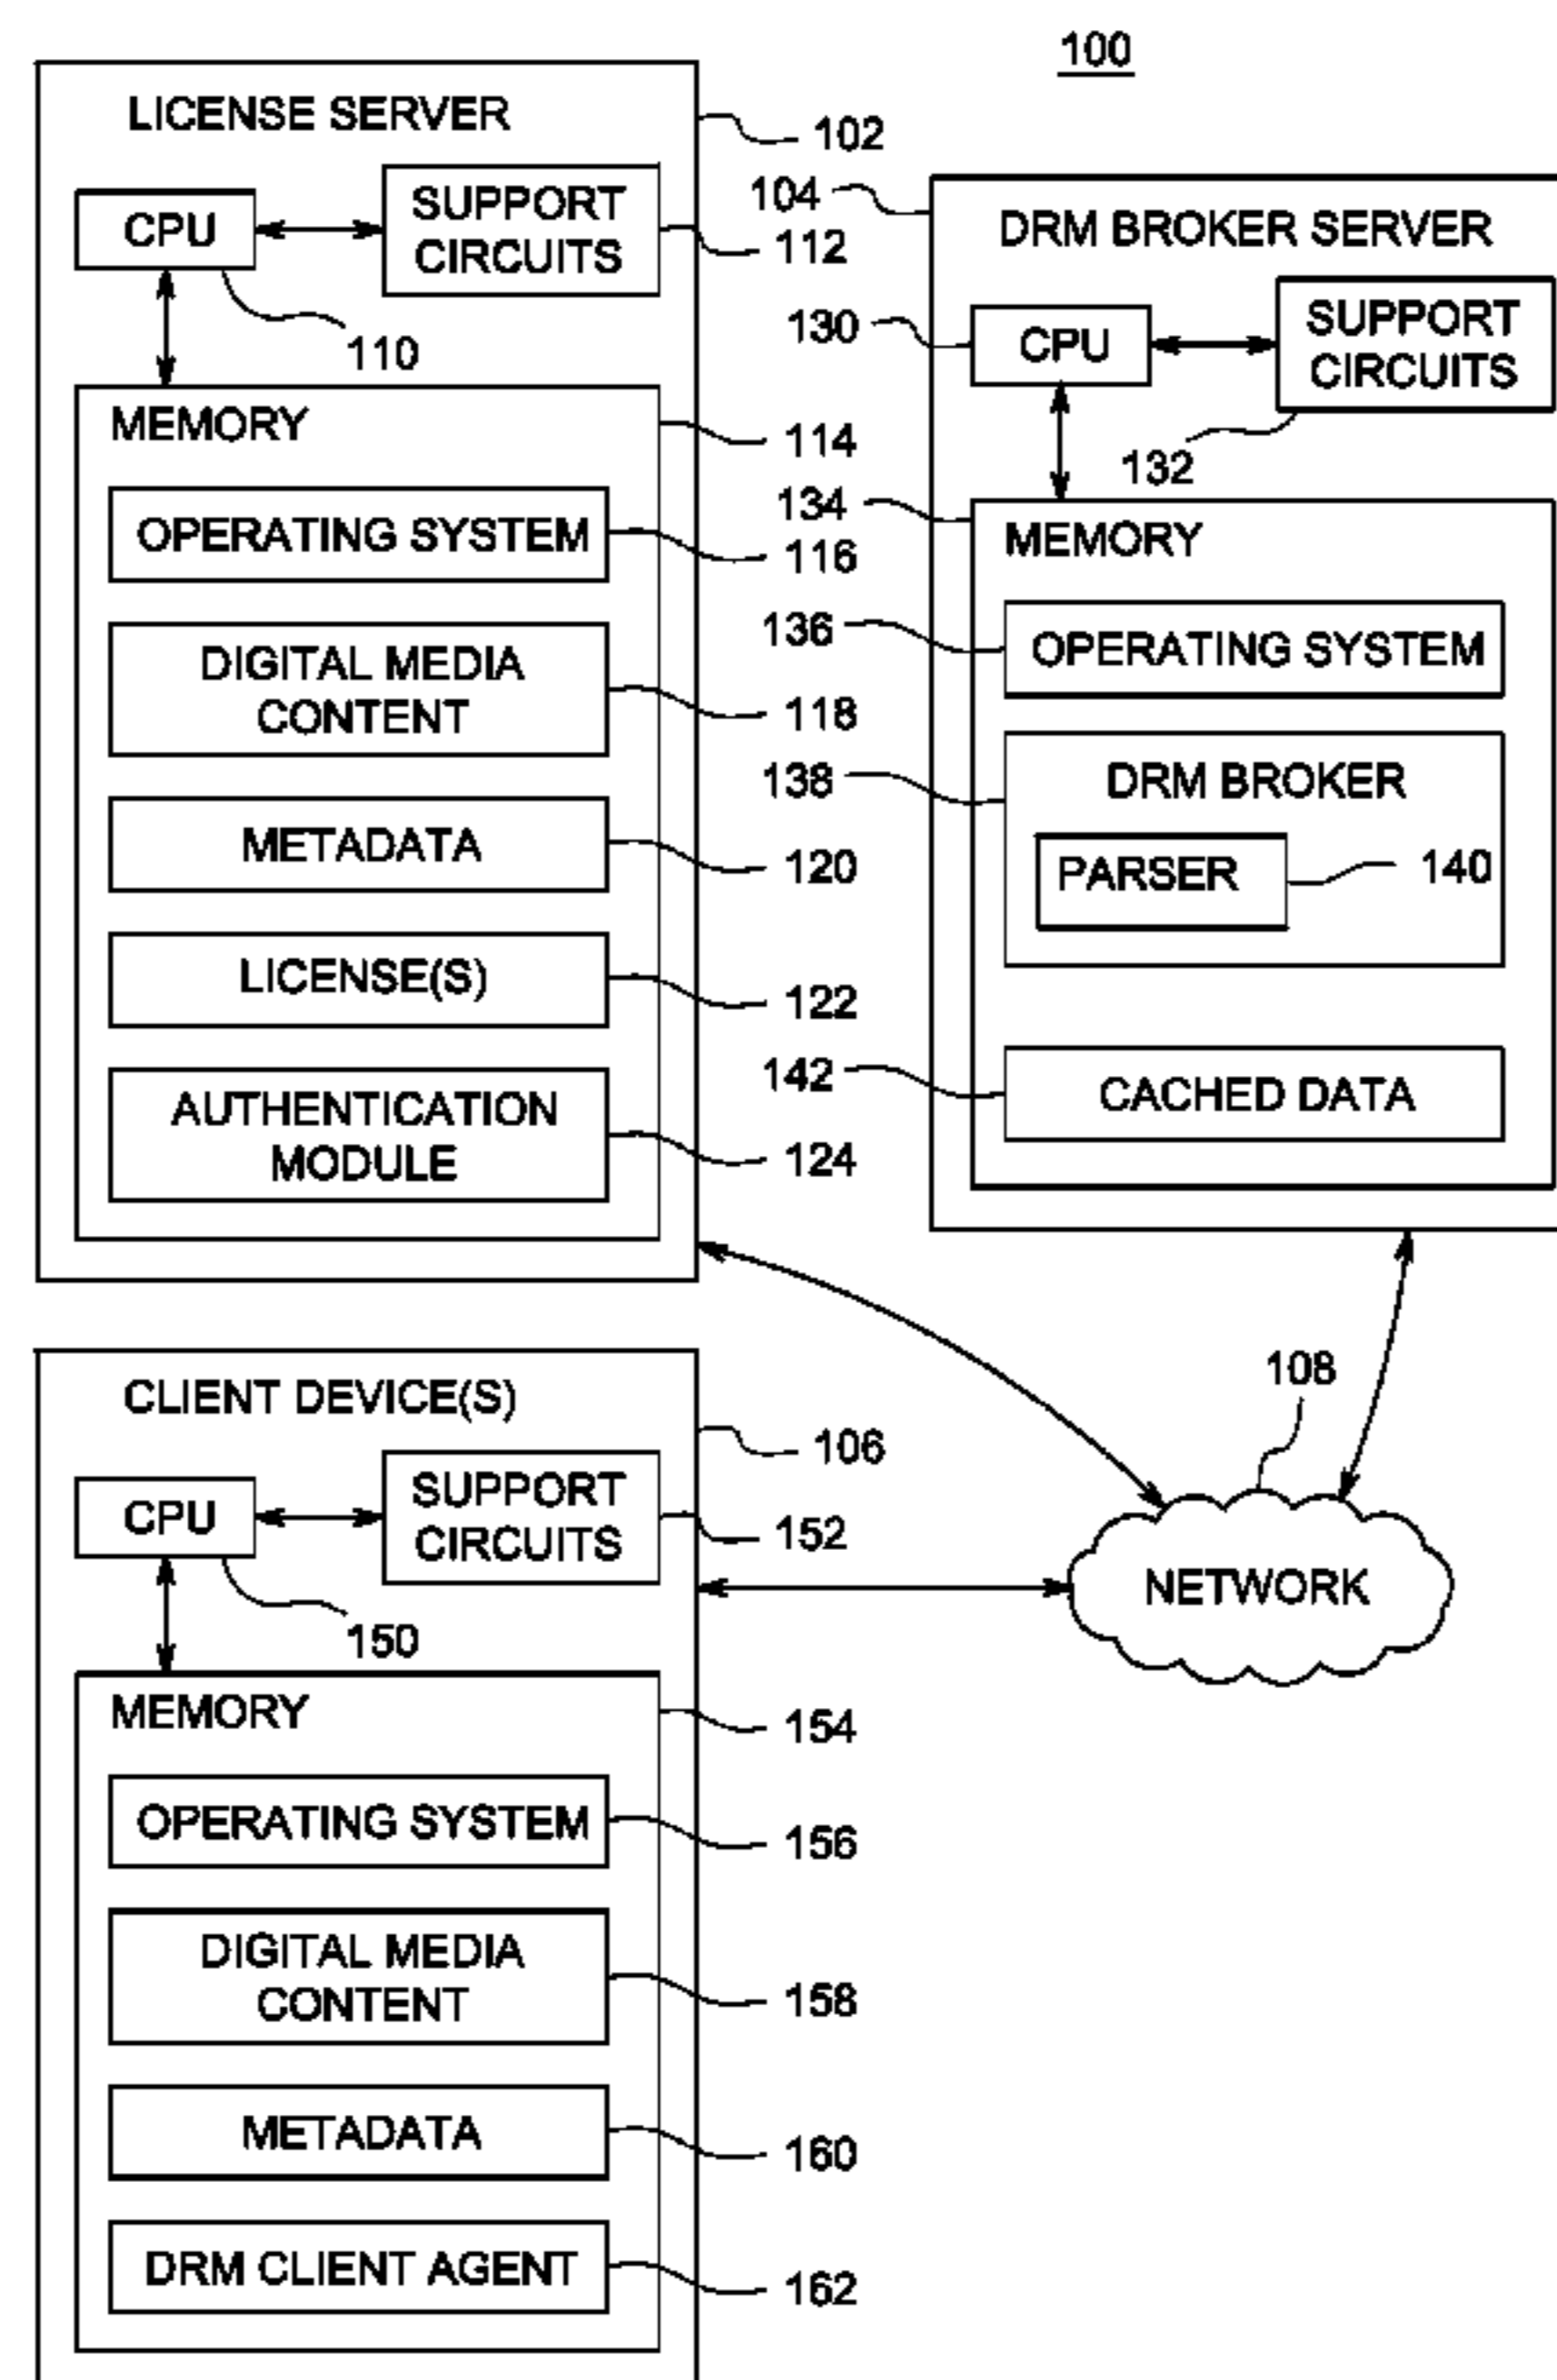 100
LICENSE SERVER
102
CPU
SUPPORT
CIRCUITS
112
110
MEMORY
114
OPERATING SYSTEM
116
DIGITAL MEDIA
CONTENT
118
METADATA
120
LICENSE(S)
122
AUTHENTICATION
MODULE
124
104
DRM BROKER SERVER
130
CPU
SUPPORT
CIRCUITS
132
134
MEMORY
136
OPERATING SYSTEM
138
DRM BROKER
PARSER
140
142
CACHED DATA
CLIENT DEVICE(S)
106
CPU
SUPPORT
CIRCUITS
152
150
MEMORY
154
OPERATING SYSTEM
156
DIGITAL MEDIA
CONTENT
158
METADATA
160
DRM CLIENT AGENT
162
108
NETWORK